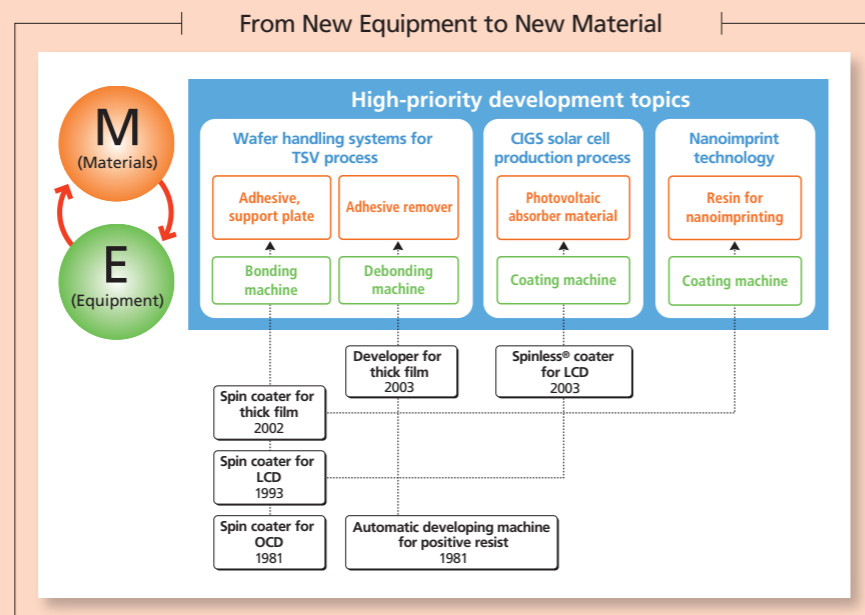 From New Equipment to New Material
M
(Materials)
E
(Equipment)
High-priority development topics
Wafer handling systems for
TSV process
Adhesive,
support plate
Adhesive remover
Bonding
machine
Debonding
machine
CIGS solar cell
production process
Photovoltaic
absorber material
Coating machine
Nanoimprint
technology
Resin for
nanoimprinting
Coating machine
Developer for
thick film
2003
Spinless® coater
for LCD
2003
Spin coater for
thick film
2002
Spin coater for
LCD
1993
Spin coater for
OCD
1981
Automatic developing machine
for positive resist
1981